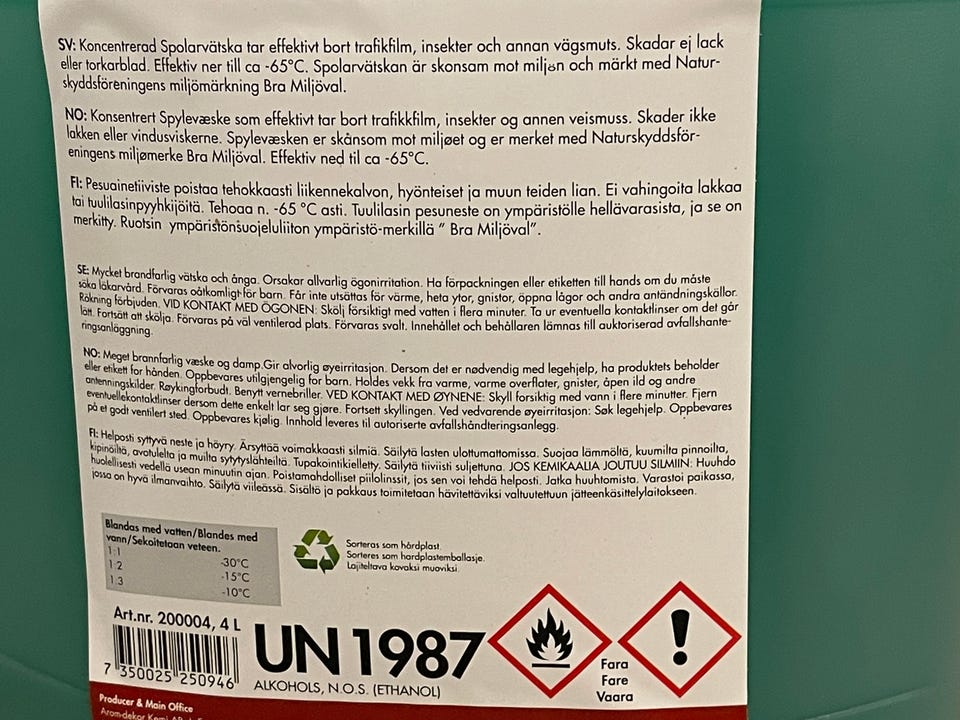 SV: Koncentrerad Spolarvätska tar effektivt bort trafikfilm, insekter och annan vägsmuts. Skadar ej lack
eller torkarblad. Effektiv ner till ca -65°C. Spolarvätskan är skonsam mot miljön och märkt med Natur-
skyddsföreningens miljömärkning Bra Miljöval.
NO: Konsentrert Spylevæske som effektivt tar bort trafikkfilm, insekter og annen veismuss. Skader ikke
lakken eller vindusviskerne. Spylevæsken er skånsom mot miljøet og er merket med Naturskyddsför-
eningens miljømerke Bra Miljöval. Effektiv ned til ca -65°C.
FI: Pesuainetiiviste poistaa tehokkaasti liikennekalvon, hyönteiset ja muun teiden lian. Ei vahingoita lakkaa
tai tuulilasinpyyhkijöitä. Tehoaa n. -65 °C asti. Tuulilasin pesuneste on ympäristölle hellävarasista, ja se on
merkitty. Ruotsin ympäristönsuojeluliiton ympäristö-merkillä " Bra Miljöval".
SE: Mycket brandfarlig vätska och ånga. Orsakar allvarlig ögonirritation. Ha förpackningen eller etiketten till hands om du måste
söka läkarvård. Förvaras oåtkomligt för barn. Får inte utsättas för värme, heta ytor, gnistor, öppna lågor och andra antändningskällor.
Rökning förbjuden. VID KONTAKT MED ÖGONEN: Skölj försiktigt med vatten i flera minuter. Ta ur eventuella kontaktlinser om det går
lätt. Fortsätt att skölja. Förvaras på väl ventilerad plats. Förvaras svalt. Innehållet och behållaren lämnas till auktoriserad avfallshante-
ringsanläggning.
NO: Meget brannfarlig væske og damp.Gir alvorlig øyeirritasjon. Dersom det er nødvendig med legehjelp, ha produktets beholder
eller etikett for hånden. Oppbevares utilgjengelig for barn. Holdes vekk fra varme, varme overflater, gnister, åpen ild og andre
antenningskilder. Røykingforbudt. Benytt vernebriller. VED KONTAKT MED ØYNENE: Skyll forsiktig med vann i flere minutter. Fjern
eventuellekontaktlinser dersom dette enkelt lar seg gjøre. Fortsett skyllingen. Ved vedvarende øyeirritasjon: Søk legehjelp. Oppbevares
på et godt ventilert sted. Oppbevares kjølig. Innhold leveres til autoriserte avfallshåndteringsanlegg.
FI: Helposti syttyvä neste ja höyry. Ärsyttää voimakkaasti silmiä. Säilytä lasten ulottumattomissa. Suojaa lämmöltä, kuumilta pinnoilta,
kipinöiltä, avotulelta ja muilta sytytyslähteiltä. Tupakointikielletty. Säilytä tiiviisti suljettuna. JOS KEMIKAALIA JOUTUU SILMIIN: Huuhdo
huolellisesti vedellä usean minuutin ajan. Poistamahdolliset piilolinssit, jos sen voi tehdä helposti. Jatka huuhtomista. Varastoi paikassa,
jossa on hyvä ilmanvaihto. Säilytä viileässä. Sisältö ja pakkaus toimitetaan hävitettäviksi valtuutettuun jätteenkäsittelylaitokseen.
Blandas med vatten/Blandes med
vann/Sekoitetaan veteen.
1:1 -30°C
1:2 -15°C
1:3 -10°C
Sorteras som hårdplast.
Sorteres som hardplastemballasje.
Lajiteltava kovaksi muoviksi.
Art.nr. 200004, 4 L
7 350025 250946
UN 1987
ALKOHOLS, N.O.S. (ETHANOL)
Fara
Fare
Vaara
Producer & Main Office